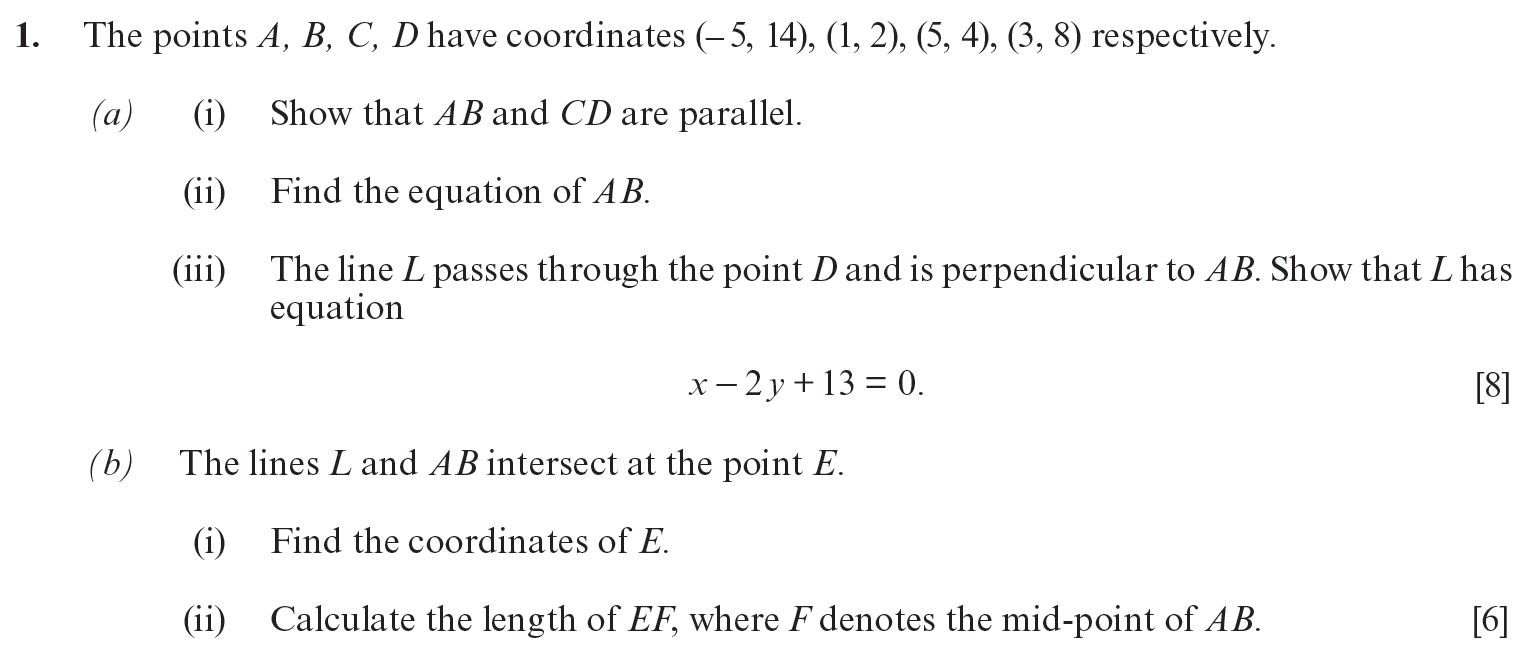 1. The points A, B, C, D have coordinates (– 5, 14), (1, 2), (5, 4), (3, 8) respectively.
(a) (i) Show that AB and CD are parallel.
(ii) Find the equation of AB.
(iii) The line L passes through the point D and is perpendicular to AB. Show that L has
equation
x – 2y + 13 = 0. [8]
(b) The lines L and AB intersect at the point E.
(i) Find the coordinates of E.
(ii) Calculate the length of EF, where F denotes the mid-point of AB. [6]